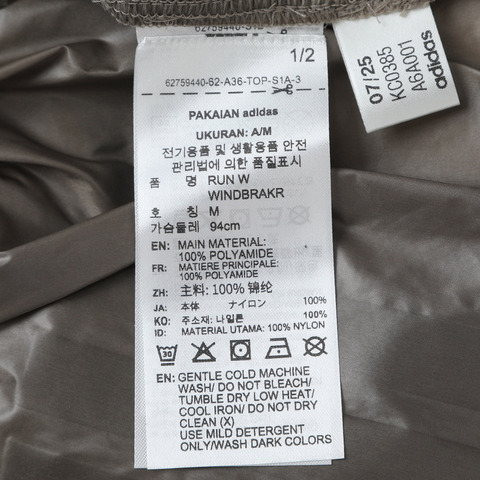 1/2
62759440-62-A36-TOP-S1A-3
PAKAIAN adidas
UKURAN: A/M
전기용품 및 생활용품 안전
관리법에 의한 품질표시
품 명 RUN W
WINDBRAKR
호 칭 M
가슴둘레 94cm
EN: MAIN MATERIAL:
100% POLYAMIDE
FR: MATIERE PRINCIPALE:
100% POLYAMIDE
ZH: 主料: 100% 锦纶
JA: 本体 ナイロン 100%
KO: 주소재: 나일론 100%
ID: MATERIAL UTAMA: 100% NYLON
30
EN: GENTLE COLD MACHINE
WASH/ DO NOT BLEACH/
TUMBLE DRY LOW HEAT/
COOL IRON/ DO NOT DRY
CLEAN (X)
USE MILD DETERGENT
ONLY/WASH DARK COLORS
07/25
KC0385
A6A001
adidas